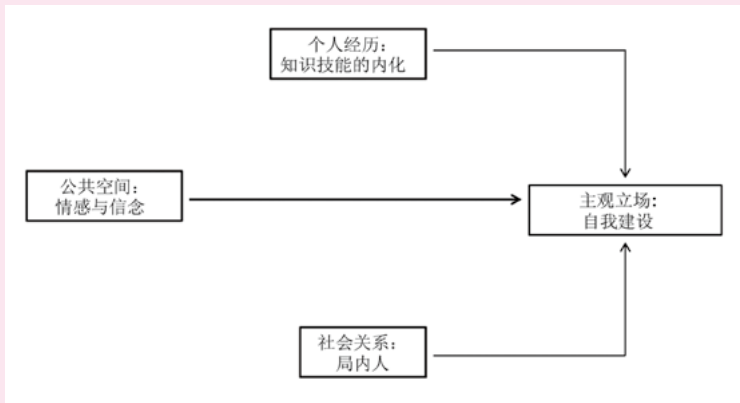 个人经历：
知识技能的内化
公共空间：
情感与信念
主观立场：
自我建设
社会关系：
局内人